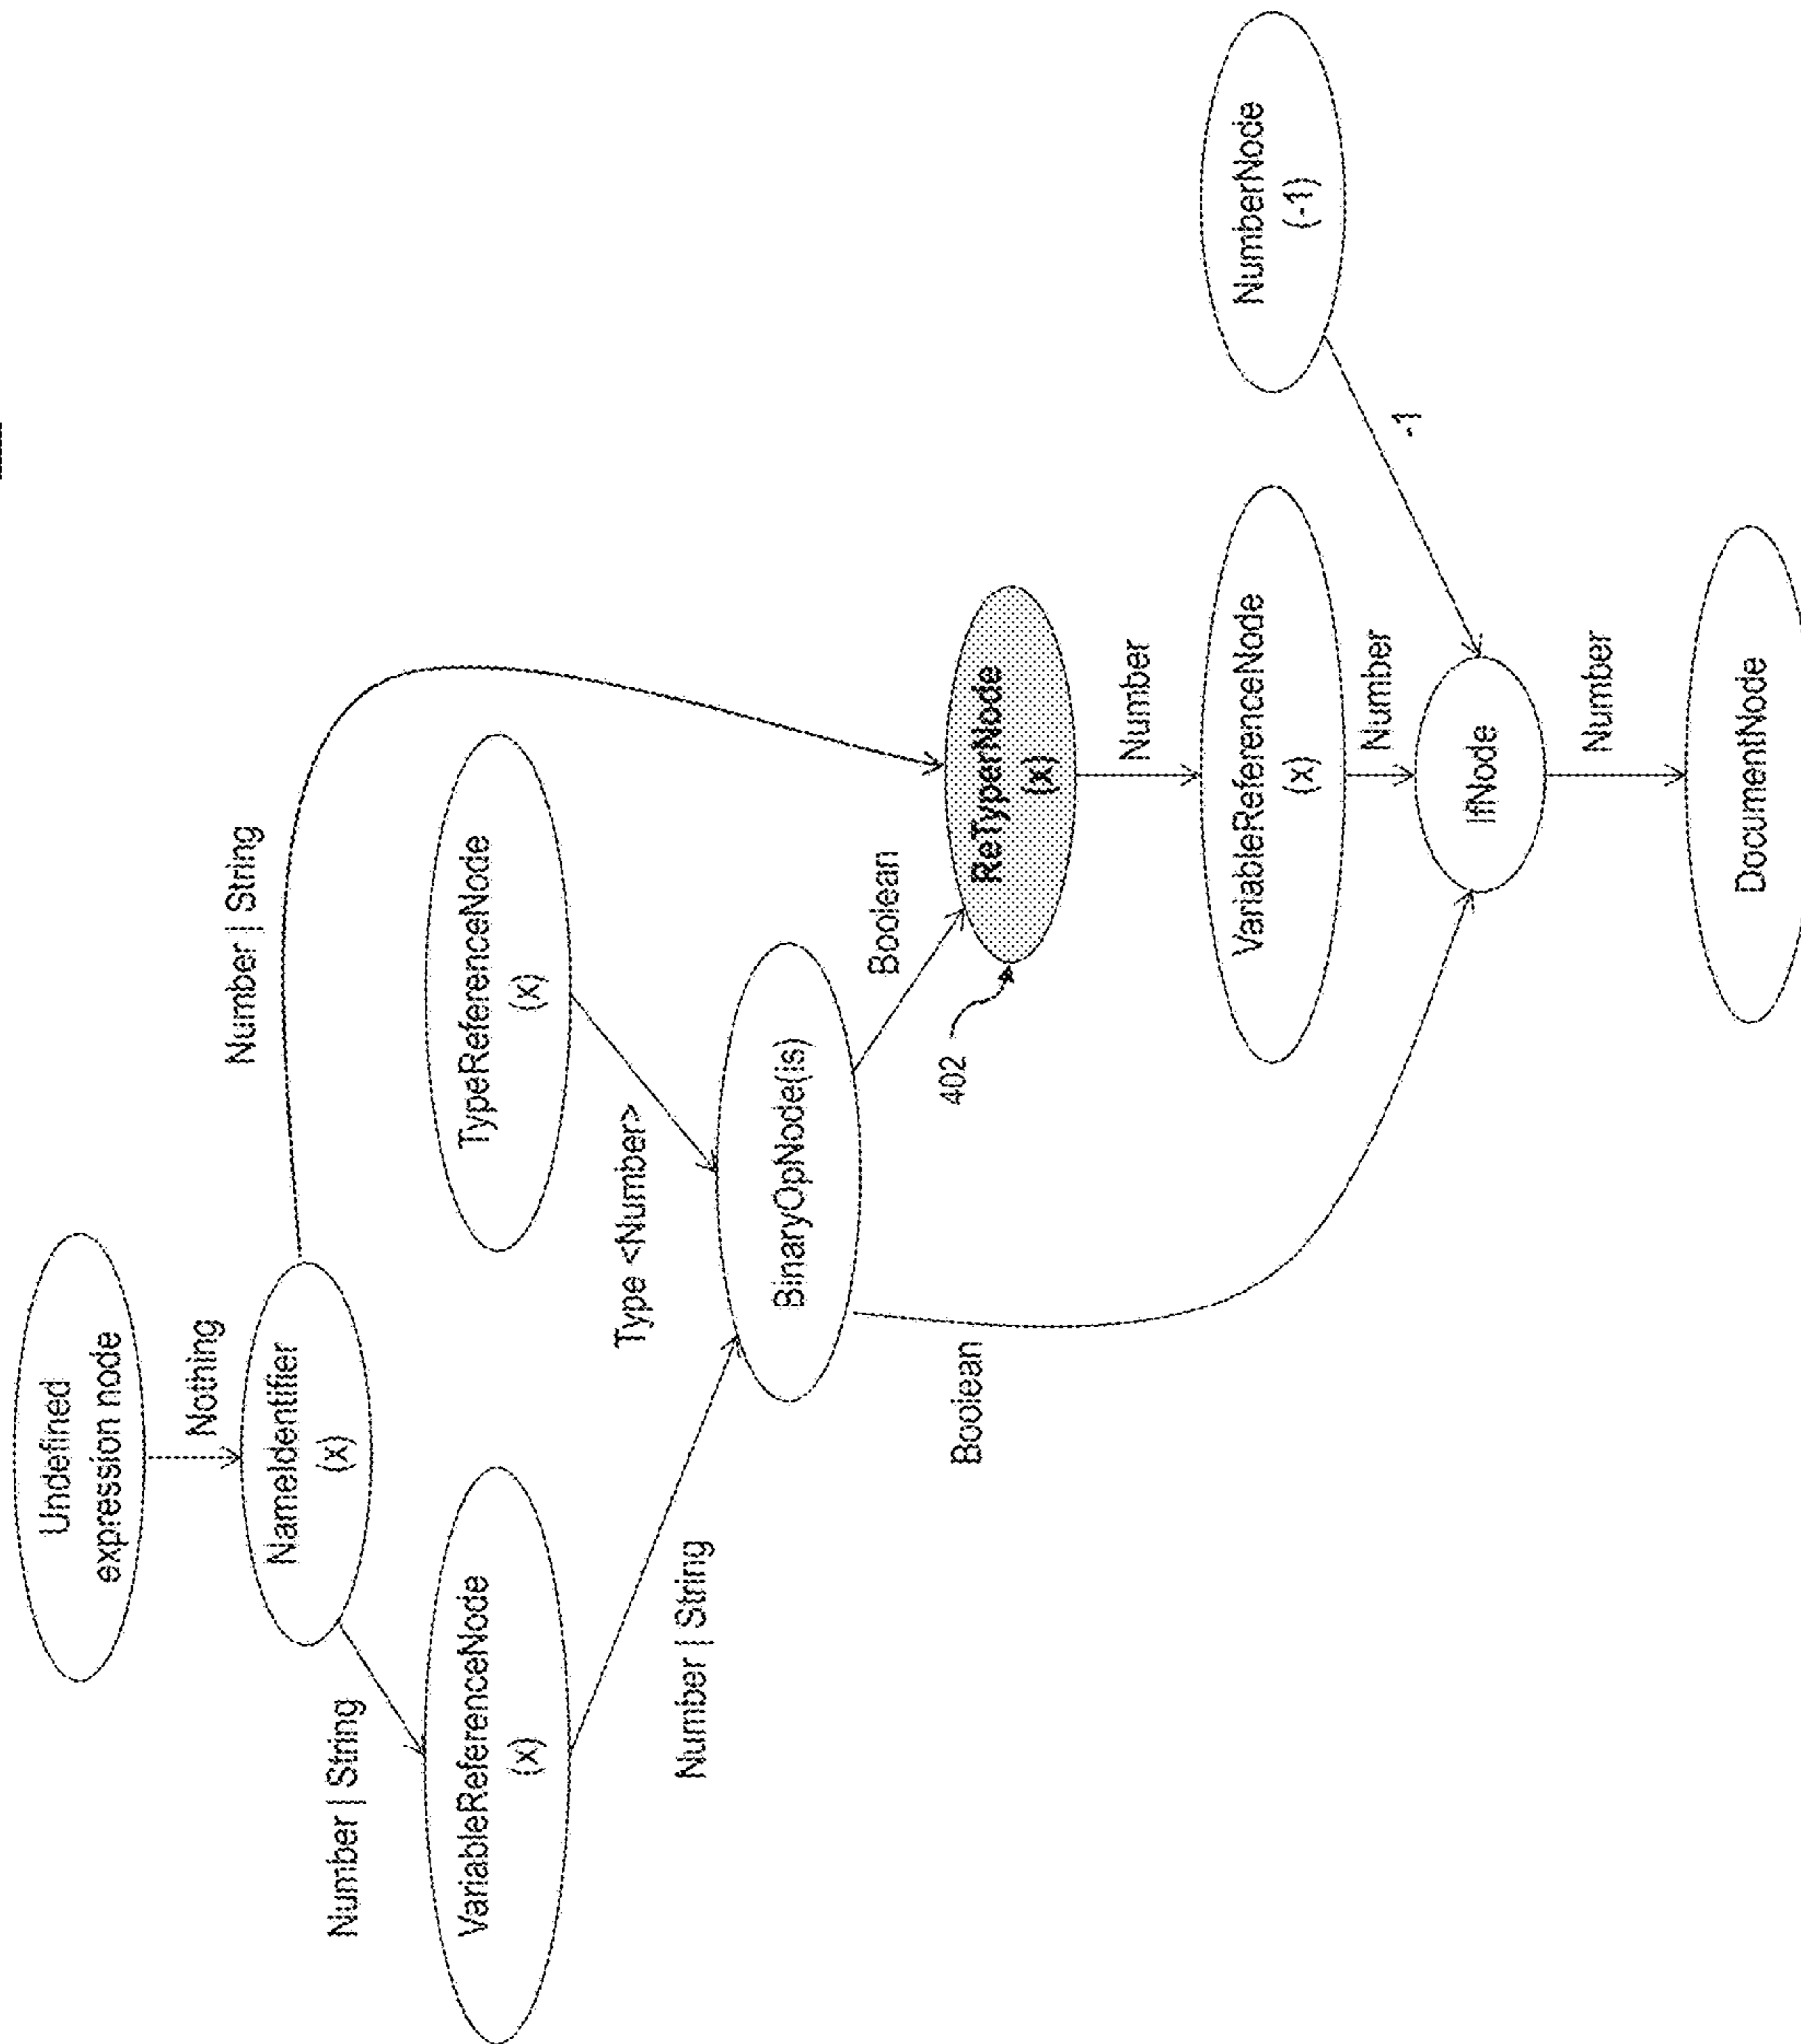 Undefined
expression node
Nothing
NameIdentifier
(x)
Number | String
Number | String
VariableReferenceNode
(x)
TypeReferenceNode
(x)
Number | String
Type <Number>
BinaryOpNode(is)
Boolean
Boolean
402
ReTyperNode
(x)
Number
VariableReferenceNode
(x)
NumberNode
(-1)
Number
-1
IfNode
Number
DocumentNode